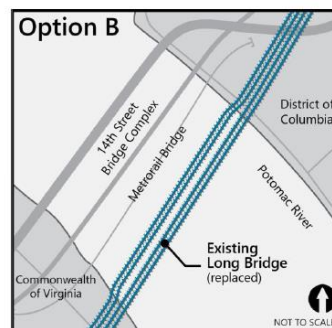 Option B
District of
Columbia
14th Street
Bridge Complex
Metrorail Bridge
Potomac River
Existing
Long Bridge
(replaced)
Commonwealth
of Virginia
NOT TO SCALE